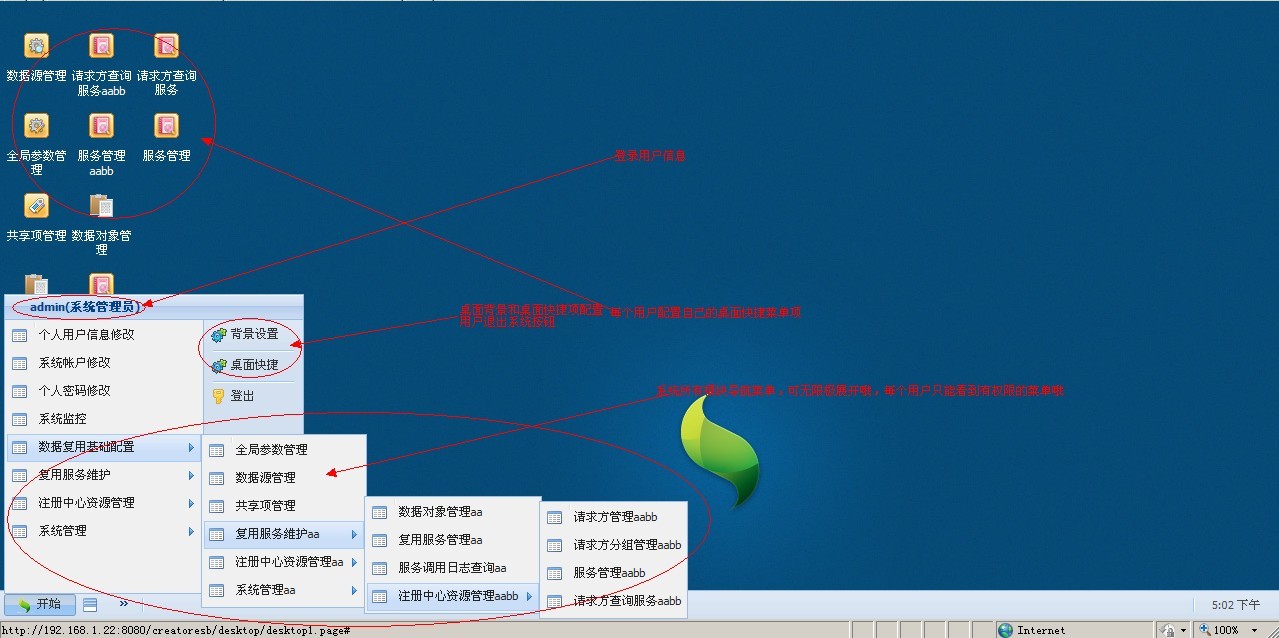 数据源管理
请求方查询
服务aabb
请求方查询
服务
全局参数管
理
服务管理
aabb
服务管理
登录用户信息
共享项管理
数据对象管
理
admin(系统管理员)
个人用户信息修改
系统帐户修改
个人密码修改
系统监控
数据复用基础配置
复用服务维护
注册中心资源管理
系统管理
背景设置
桌面快捷
登出
桌面背景和桌面快捷项配置
用户退出系统按钮
每个用户配置自己的桌面快捷菜单项
系统所有模块导航菜单，可无限极展开哦，每个用户只能看到有权限的菜单哦
全局参数管理
数据源管理
共享项管理
复用服务维护aa
注册中心资源管理aa
系统管理aa
数据对象管理aa
复用服务管理aa
服务调用日志查询aa
注册中心资源管理aabb
请求方管理aabb
请求方分组管理aabb
服务管理aabb
请求方查询服务aabb
开始
»
5:02 下午
http://192.168.1.22:8080/creatoresb/desktop/desktop1.page#
Internet
100%